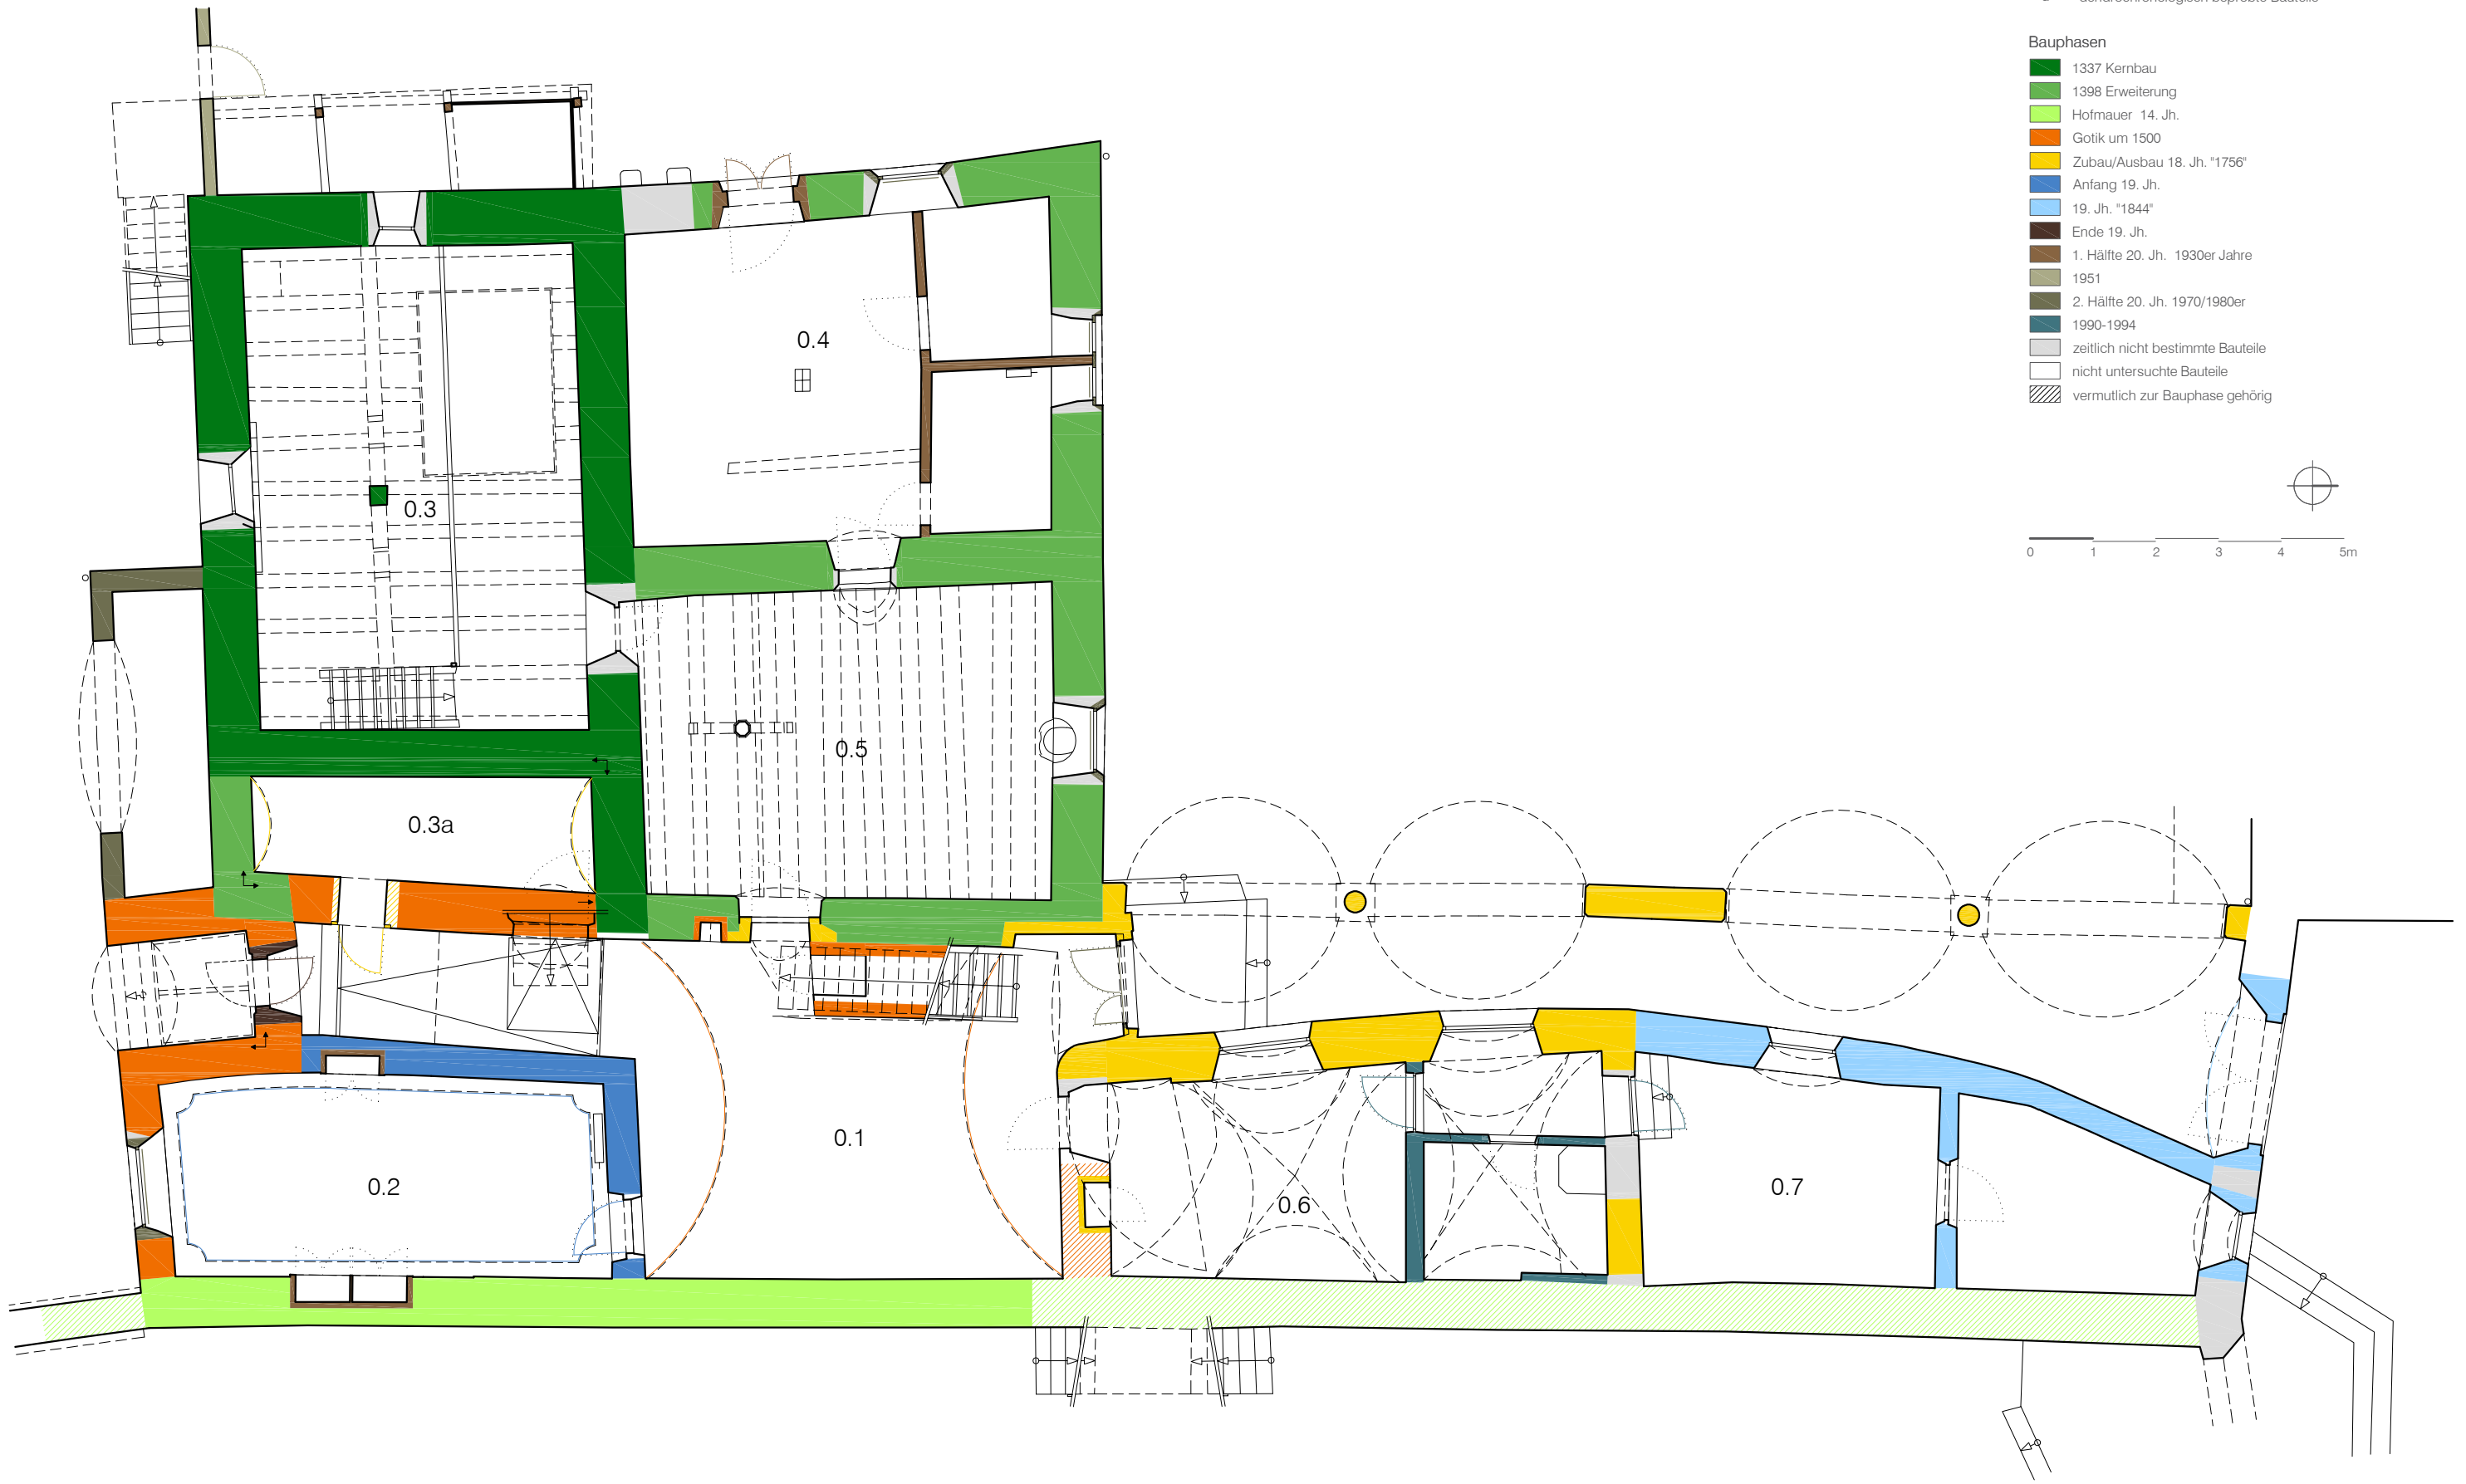 dendrochronologisch beprobte Bauteile
Bauphasen
1337 Kernbau
1398 Erweiterung
Hofmauer 14. Jh.
Gotik um 1500
Zubau/Ausbau 18. Jh. "1756"
Anfang 19. Jh.
19. Jh. "1844"
Ende 19. Jh.
1. Hälfte 20. Jh. 1930er Jahre
1951
2. Hälfte 20. Jh. 1970/1980er
1990-1994
zeitlich nicht bestimmte Bauteile
nicht untersuchte Bauteile
vermutlich zur Bauphase gehörig
0 1 2 3 4 5m
0.4
0.3
0.5
0.3a
0.1
0.2
0.6
0.7